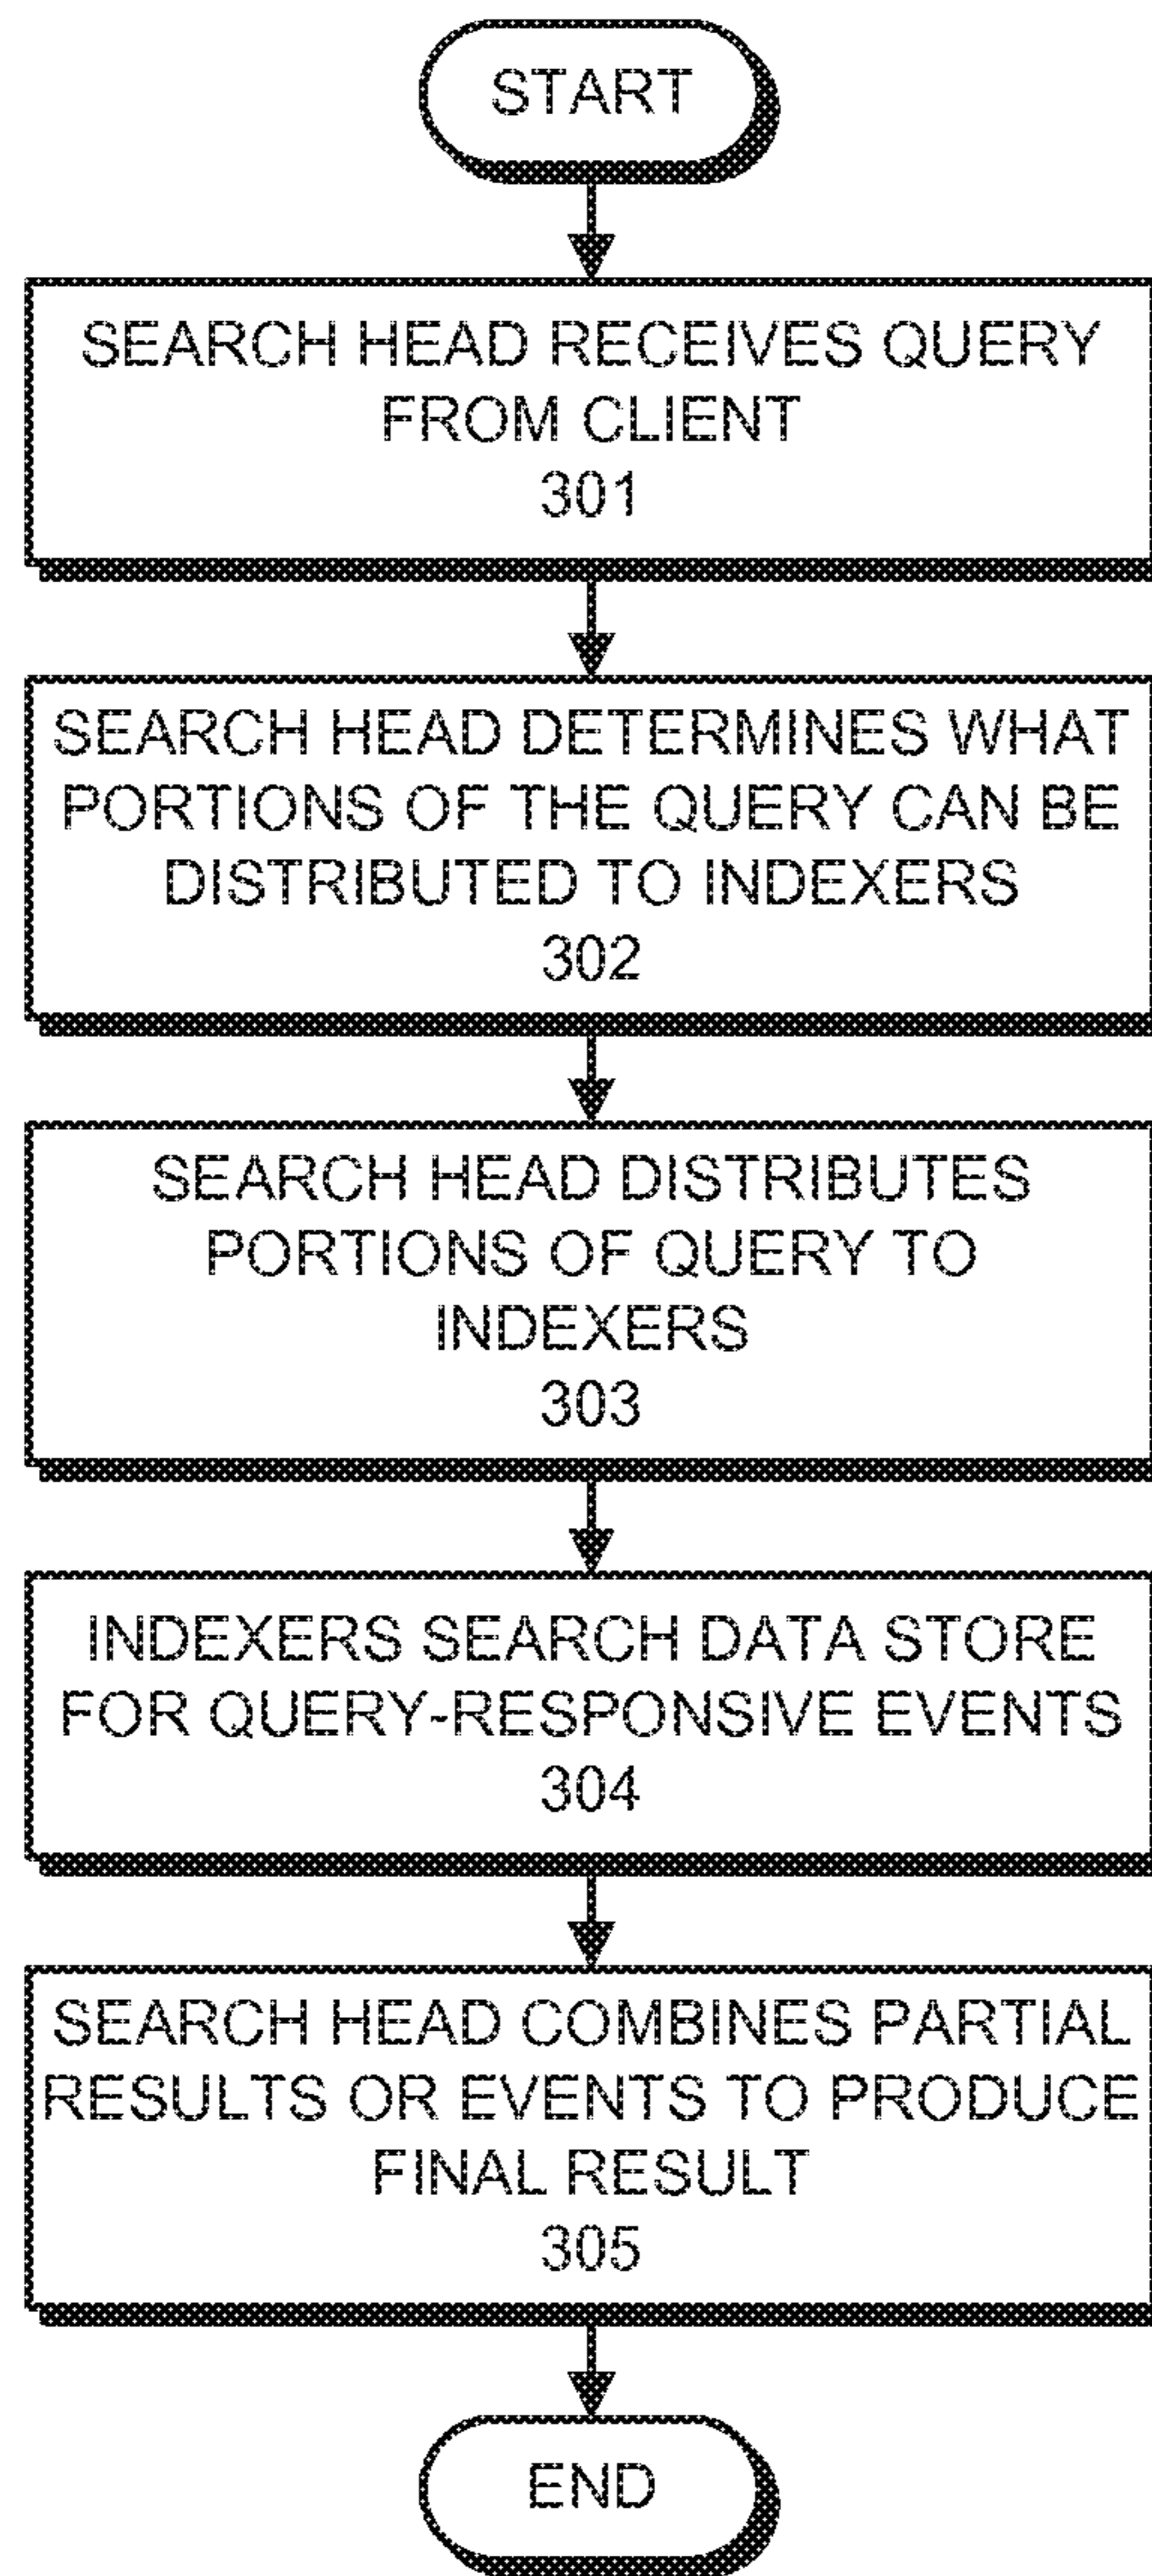 START
SEARCH HEAD RECEIVES QUERY
FROM CLIENT
301
SEARCH HEAD DETERMINES WHAT
PORTIONS OF THE QUERY CAN BE
DISTRIBUTED TO INDEXERS
302
SEARCH HEAD DISTRIBUTES
PORTIONS OF QUERY TO
INDEXERS
303
INDEXERS SEARCH DATA STORE
FOR QUERY-RESPONSIVE EVENTS
304
SEARCH HEAD COMBINES PARTIAL
RESULTS OR EVENTS TO PRODUCE
FINAL RESULT
305
END